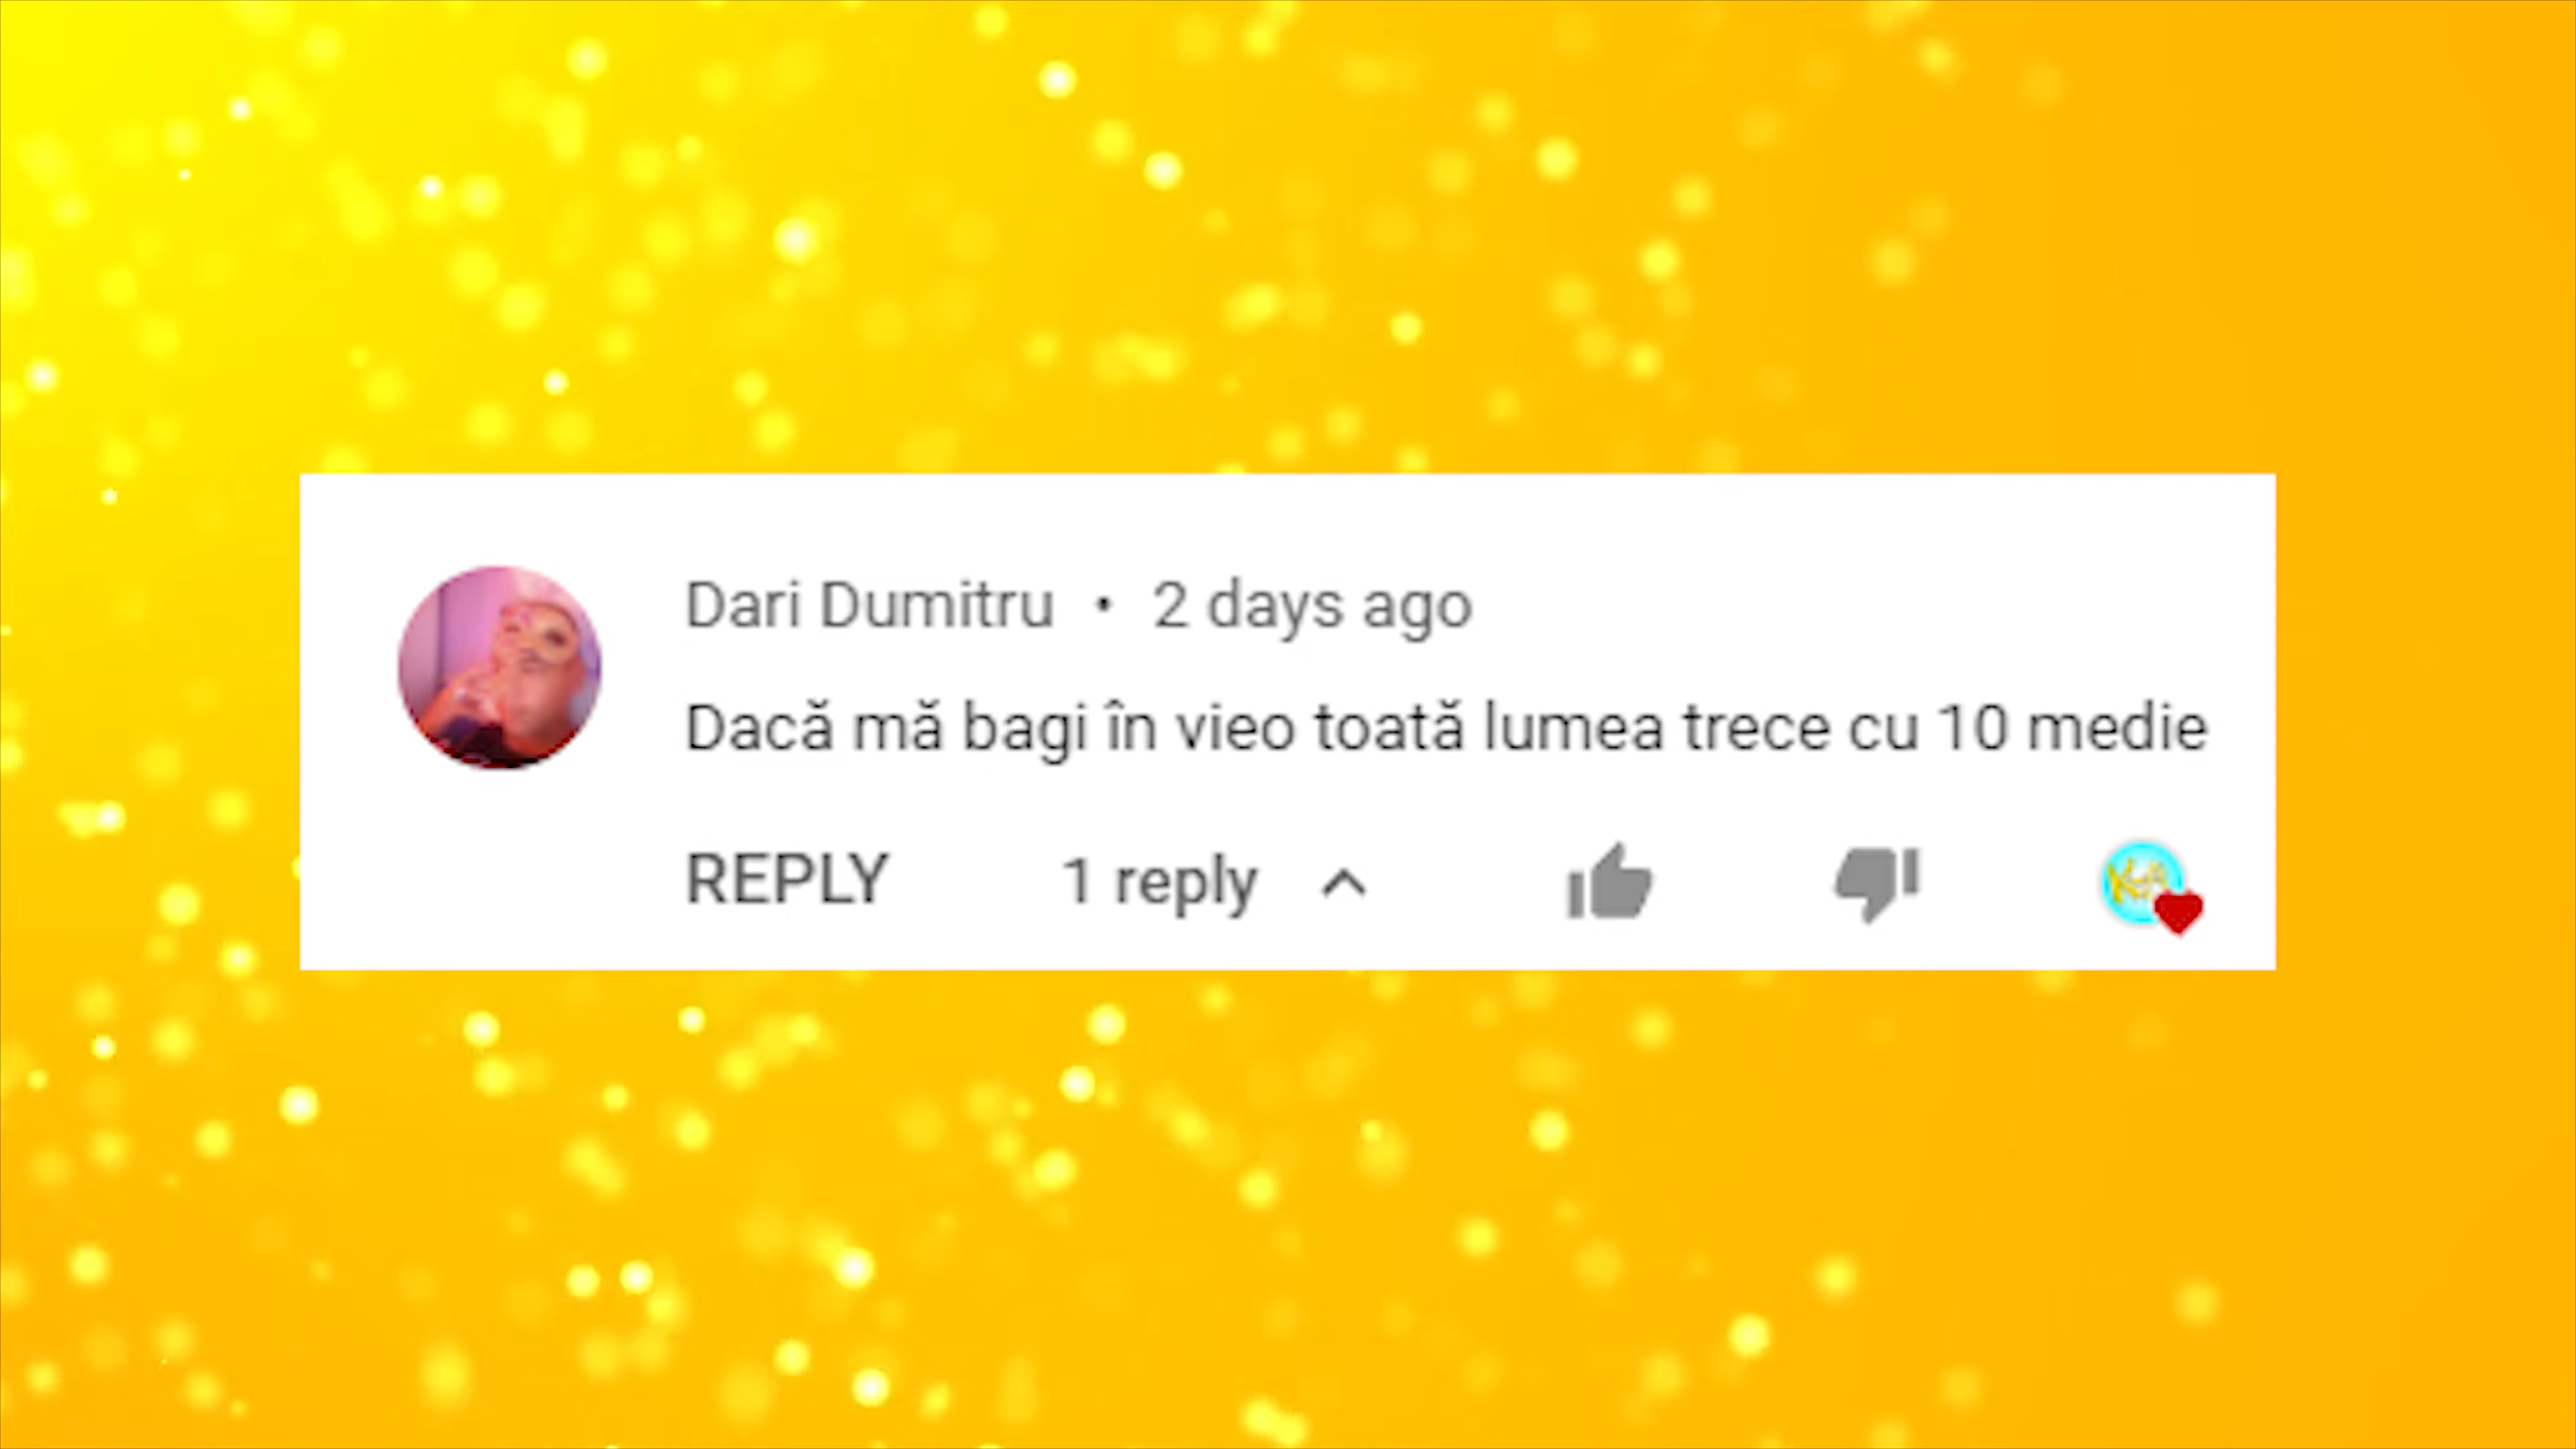 Dari Dumitru • 2 days ago
Dacă mă bagi în vieo toată lumea trece cu 10 medie
REPLY 1 reply